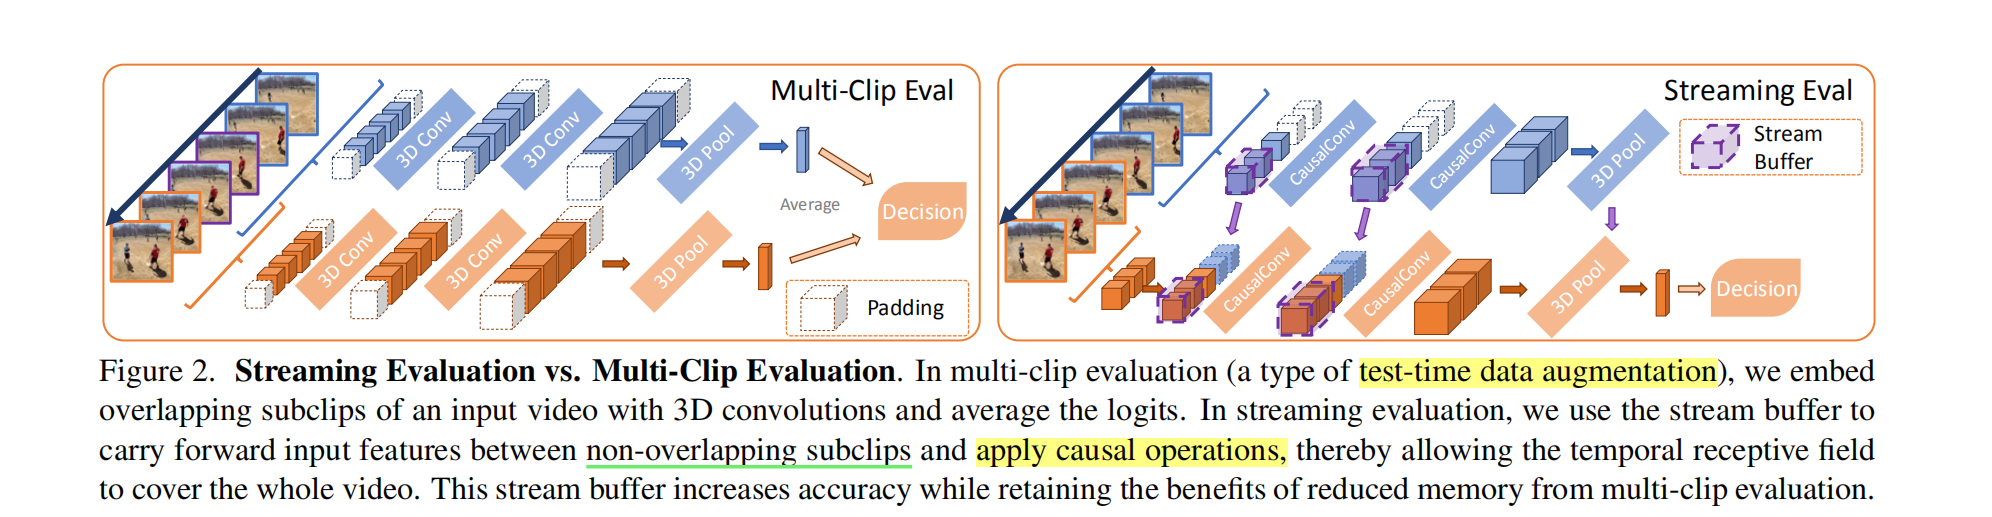 Multi-Clip Eval
3D Conv
3D Conv
3D Pool
Average
Decision
3D Conv
3D Conv
3D Pool
Padding
Streaming Eval
Stream
Buffer
CausalConv
CausalConv
3D Pool
CausalConv
CausalConv
3D Pool
Decision
Figure 2. Streaming Evaluation vs. Multi-Clip Evaluation. In multi-clip evaluation (a type of test-time data augmentation), we embed
overlapping subclips of an input video with 3D convolutions and average the logits. In streaming evaluation, we use the stream buffer to
carry forward input features between non-overlapping subclips and apply causal operations, thereby allowing the temporal receptive field
to cover the whole video. This stream buffer increases accuracy while retaining the benefits of reduced memory from multi-clip evaluation.